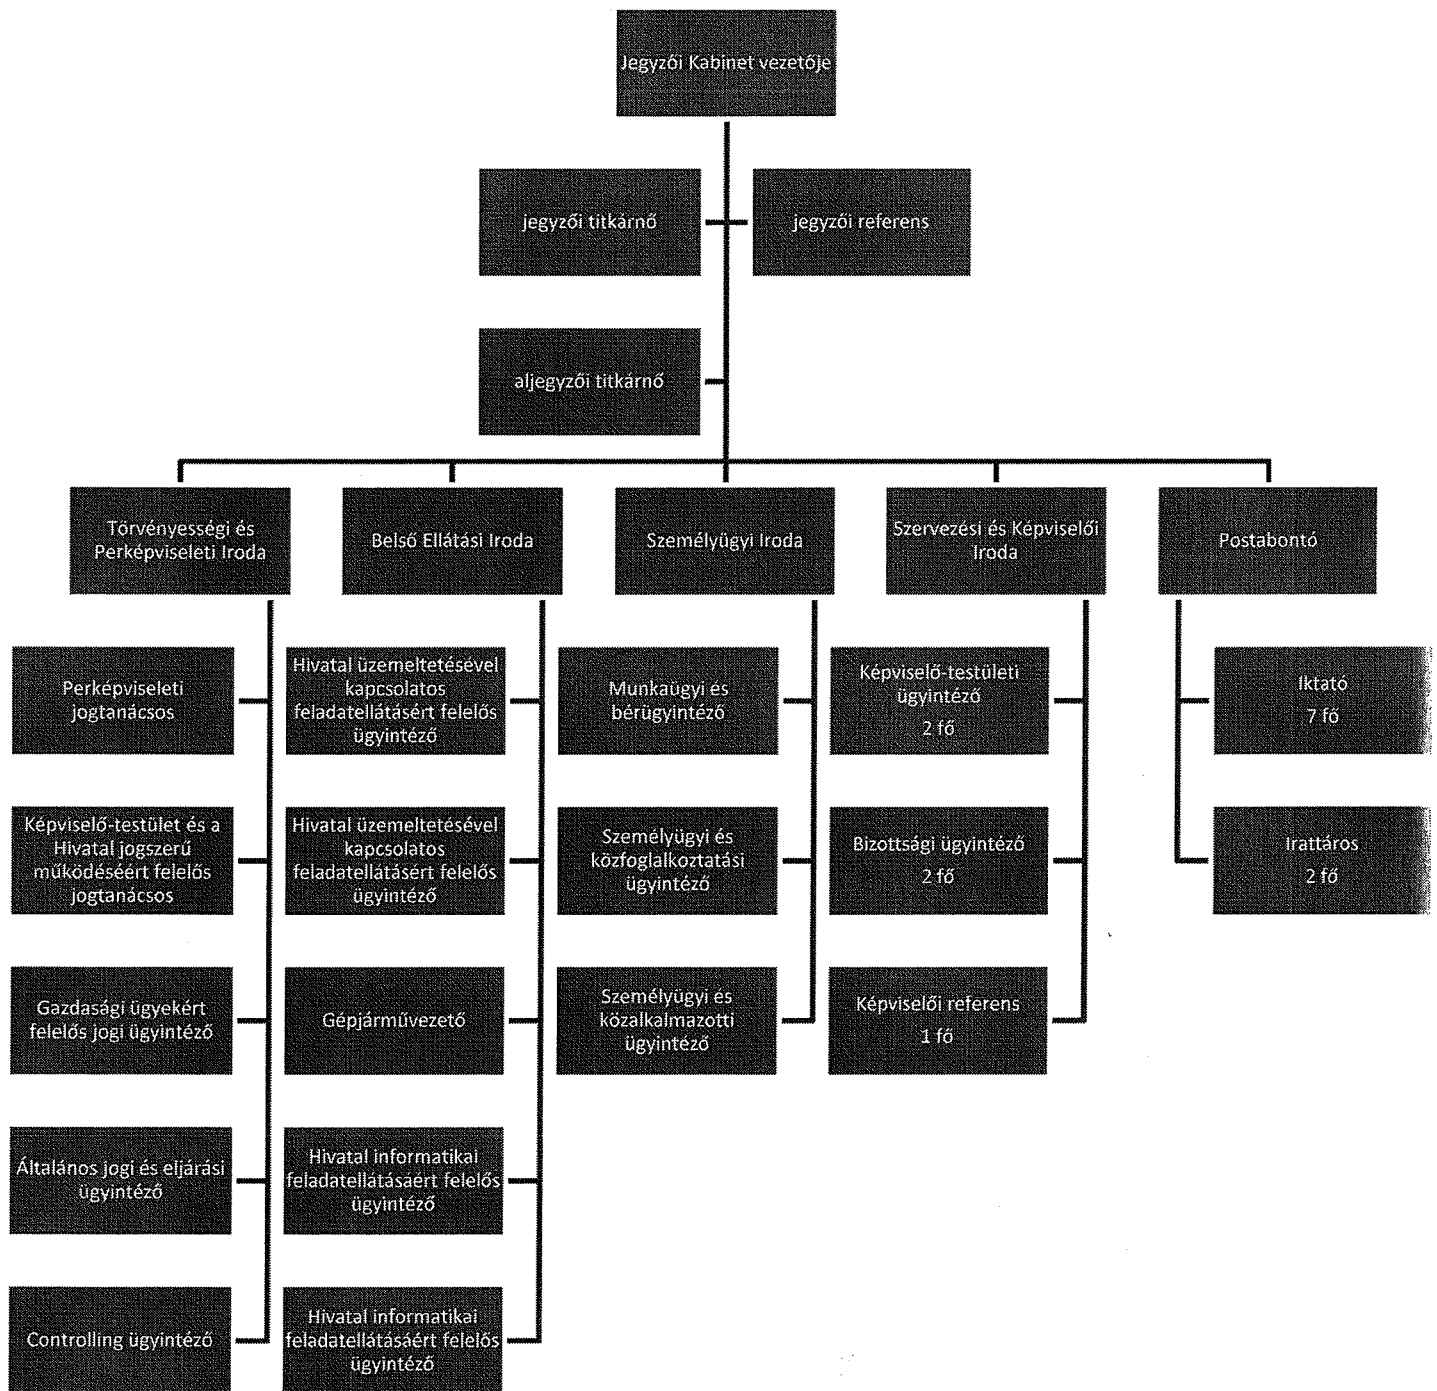 Jegyzői Kabinet vezetője
jegyzői titkárnő
jegyzői referens
aljegyzői titkárnő
Törvényességi és
Perképviseleti Iroda
Belső Ellátási Iroda
Személyügyi Iroda
Szervezési és Képviselői
Iroda
Postabontó
Perképviseleti
jogtanácsos
Hivatal üzemeltetésével
kapcsolatos
feladatellátásért felelős
ügyintéző
Munkaügyi és
bérügyintéző
Képviselő-testületi
ügyintéző
2 fő
Iktató
7 fő
Képviselő-testület és a
Hivatal jogszerű
működéséért felelős
jogtanácsos
Hivatal üzemeltetésével
kapcsolatos
feladatellátásért felelős
ügyintéző
Személyügyi és
közfoglalkoztatási
ügyintéző
Bizottsági ügyintéző
2 fő
Irattáros
2 fő
Gazdasági ügyekért
felelős jogi ügyintéző
Gépjárművezető
Személyügyi és
közalkalmazotti
ügyintéző
Képviselői referens
1 fő
Általános jogi és eljárási
ügyintéző
Hivatal informatikai
feladatellátásáért felelős
ügyintéző
Controlling ügyintéző
Hivatal informatikai
feladatellátásáért felelős
ügyintéző